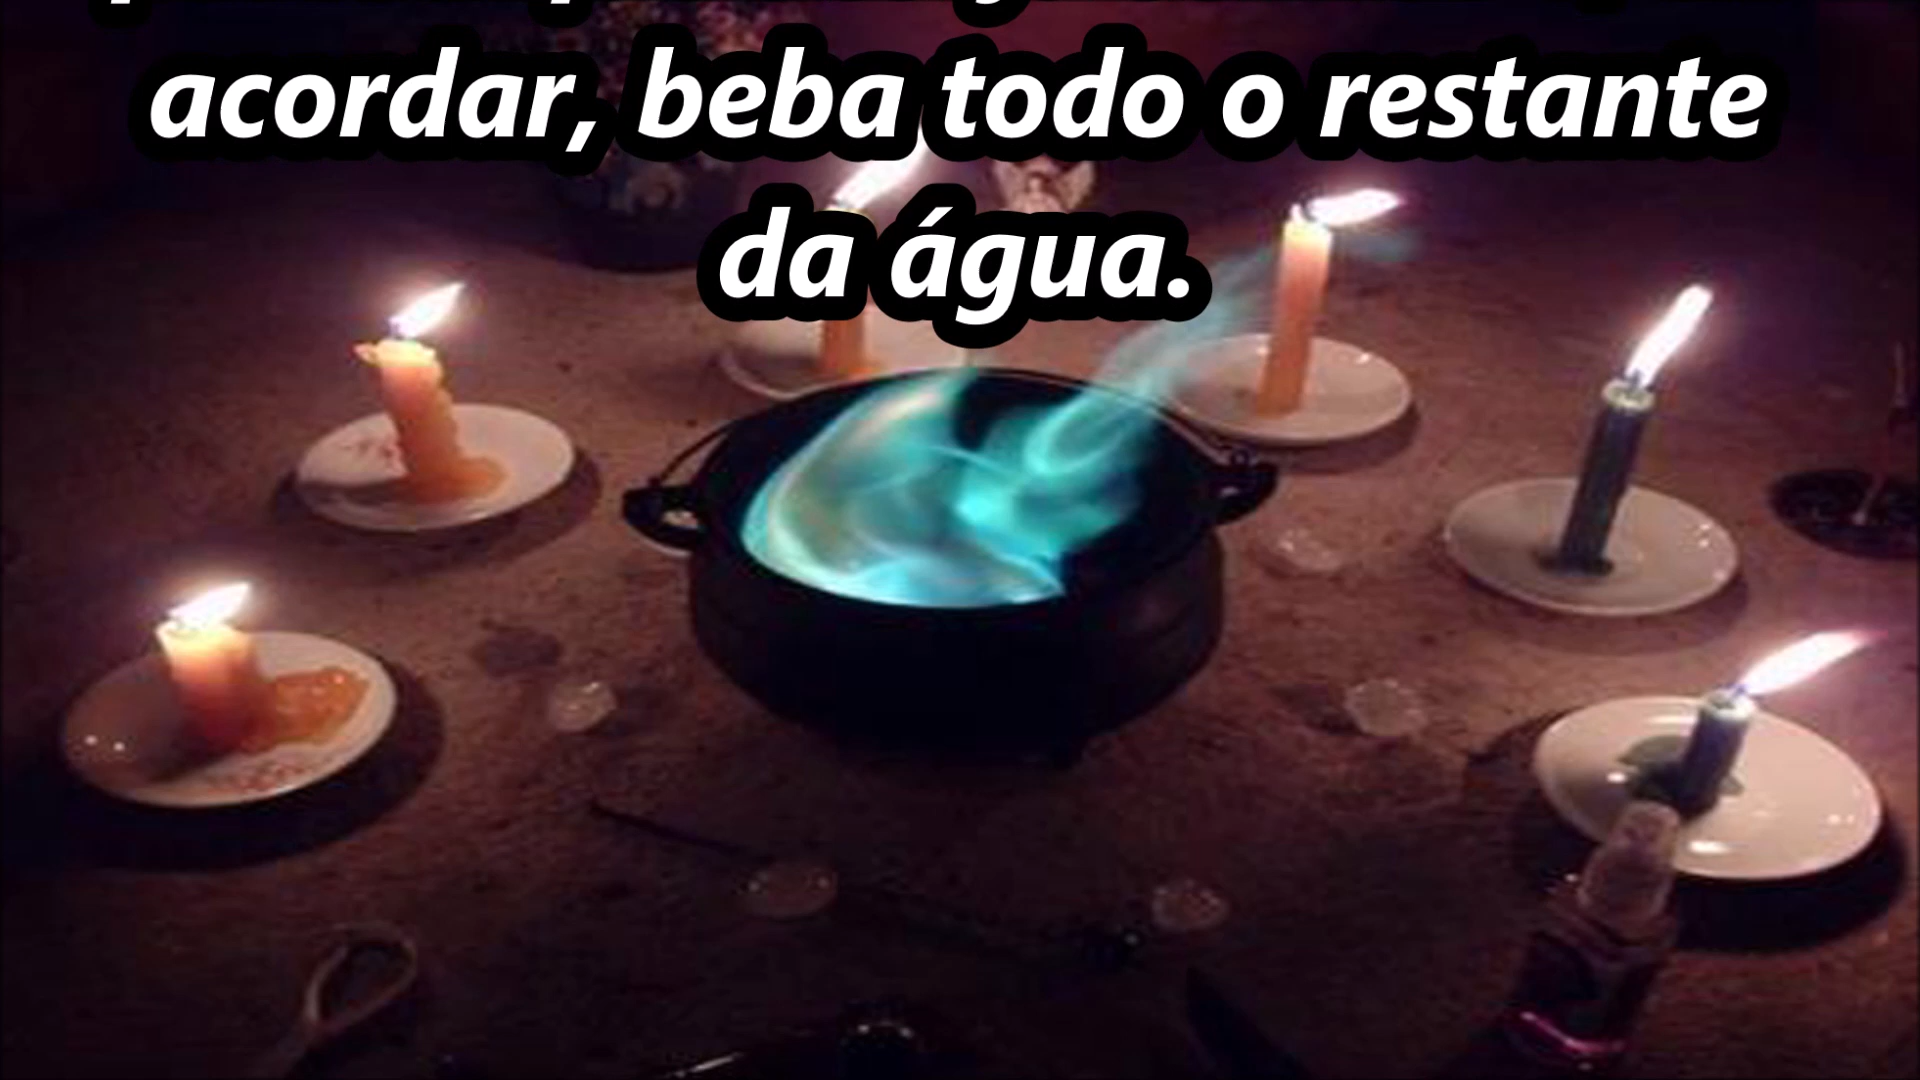 acordar, beba todo o restante
da água.